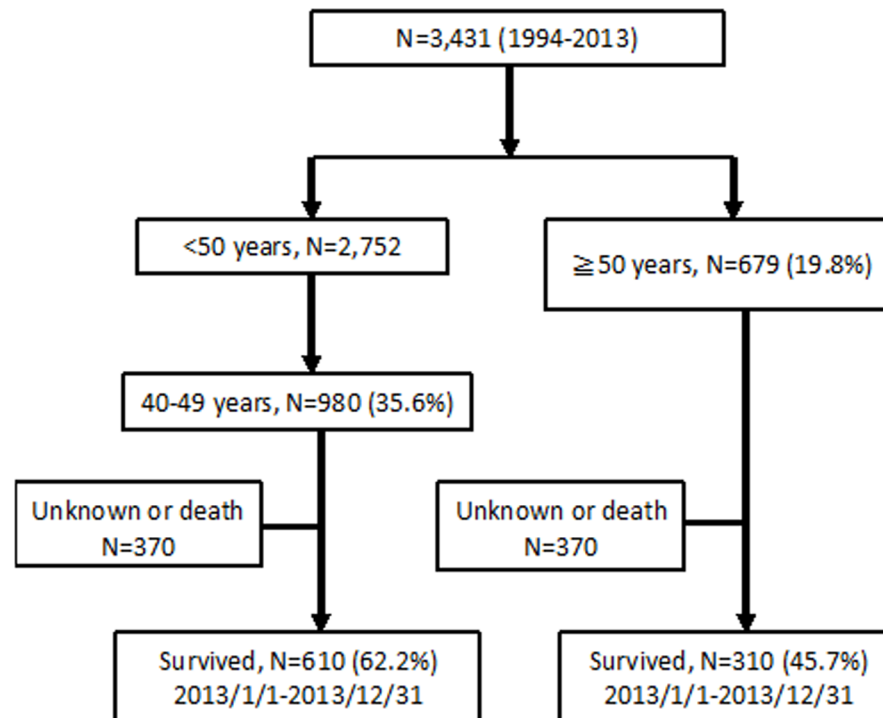 N=3,431 (1994-2013)
<50 years, N=2,752
≧50 years, N=679 (19.8%)
40-49 years, N=980 (35.6%)
Unknown or death
N=370
Unknown or death
N=370
Survived, N=610 (62.2%)
2013/1/1-2013/12/31
Survived, N=310 (45.7%)
2013/1/1-2013/12/31